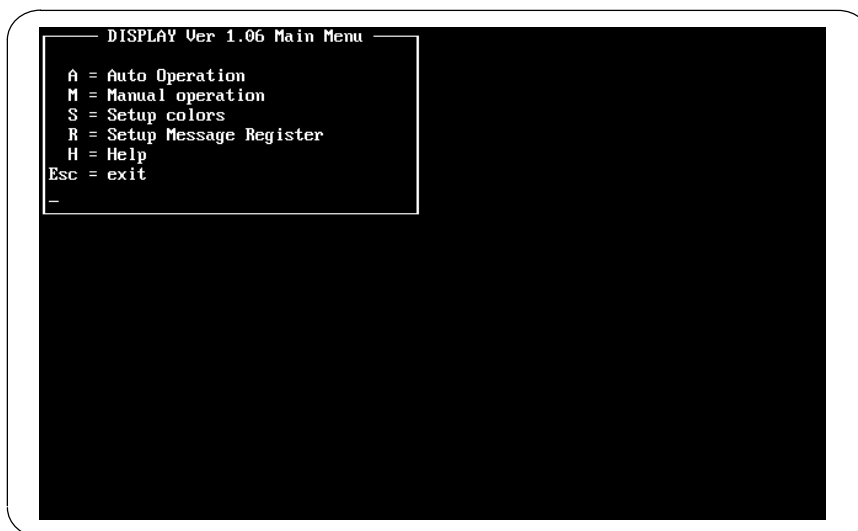 DISPLAY Ver 1.06 Main Menu
A = Auto Operation
M = Manual operation
S = Setup colors
R = Setup Message Register
H = Help
Esc = exit
_